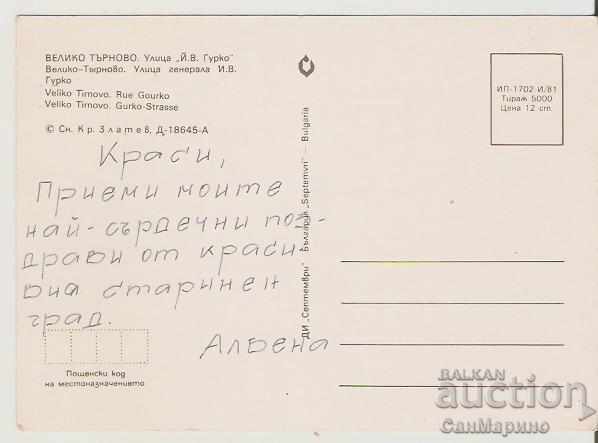 ВЕЛИКО ТЪРНОВО. Улица „Й.В. Гурко“
Велико-Тырново. Улица генерала И.В.
Гурко
Veliko Tirnovo. Rue Gourko
Veliko Tirnovo. Gurko-Strasse
© Сн. Кр. Златев, Д-18645-А
Краси,
Приеми моите
най-сърдечни поз-
драви от краси-
вия старинен
град.
Албена
Пощенски код
на местоназначението
ДИ „Септември“ България „Septemvri“ — Bulgaria
ИП-1702-И/81
Тираж 5000
Цена 12 ст.
BALKAN
auction
СанМарино